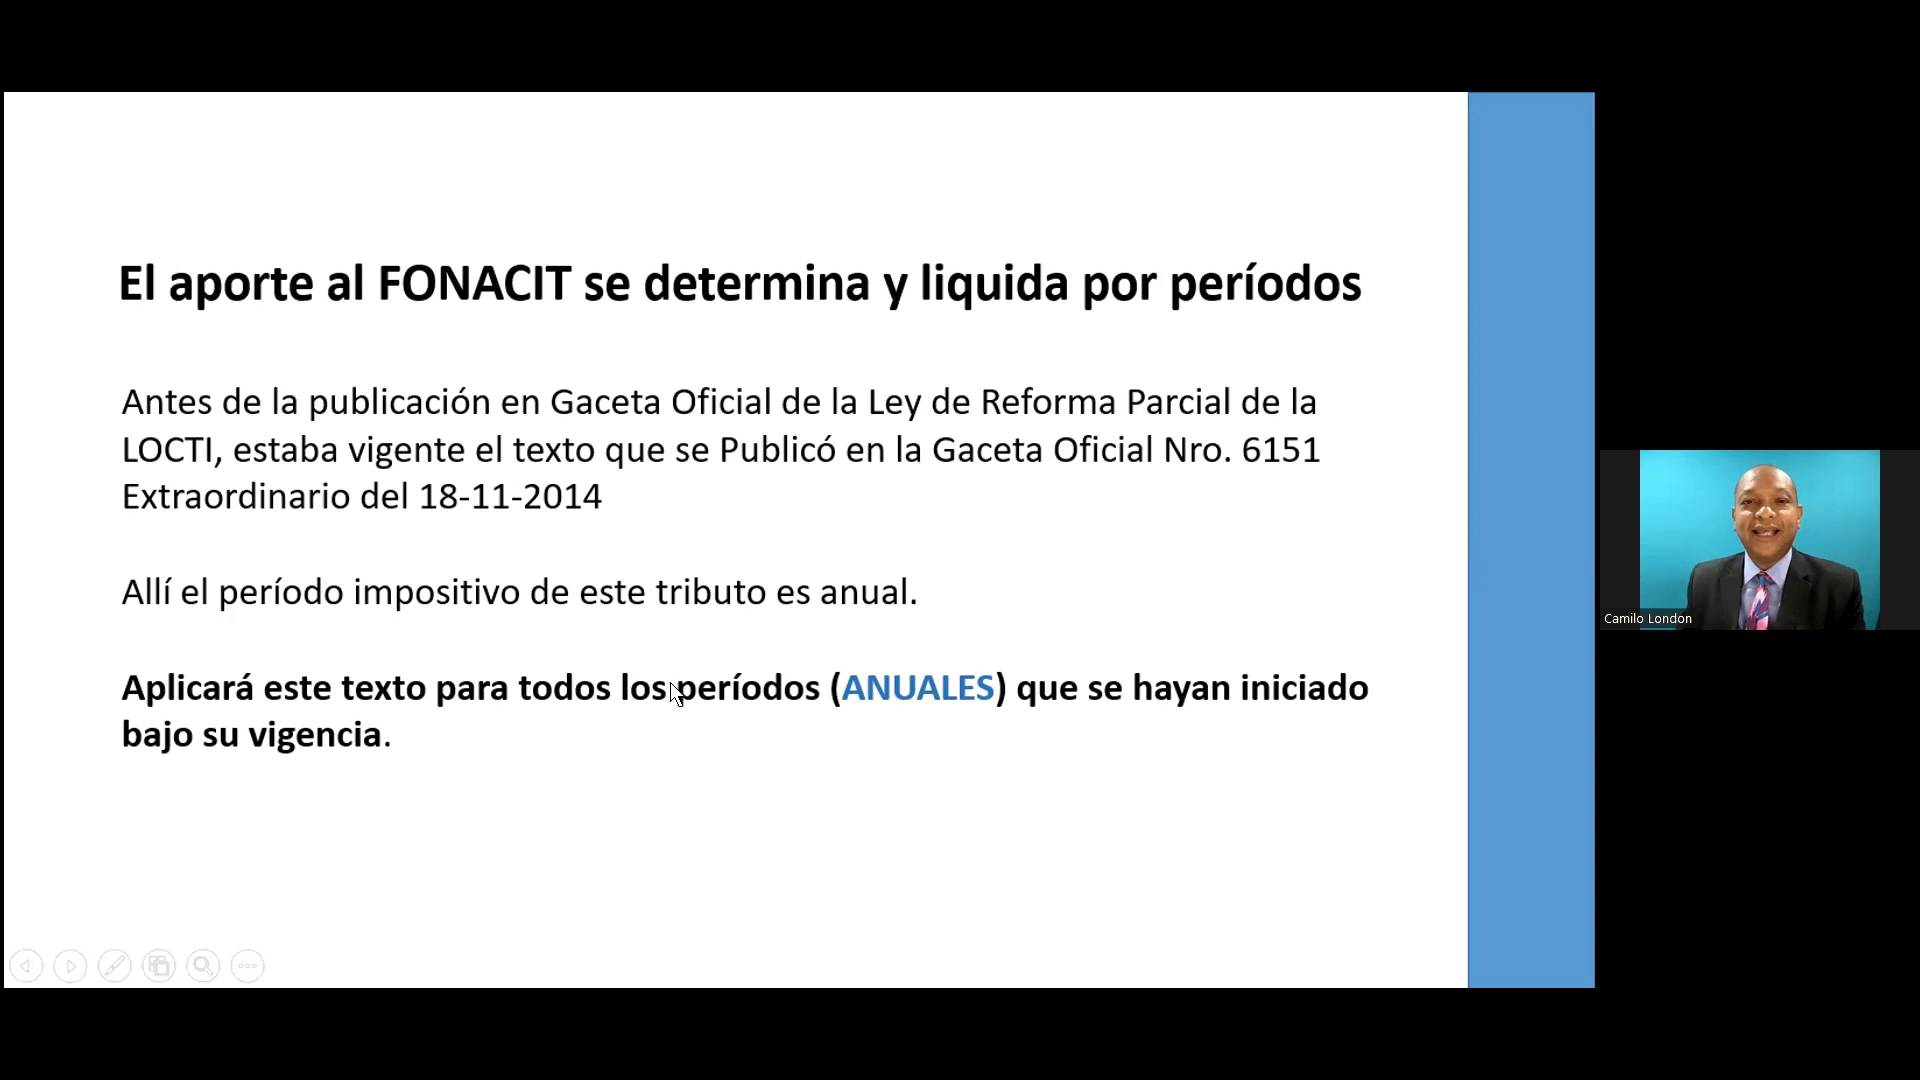 El aporte al FONACIT se determina y liquida por períodos
Antes de la publicación en Gaceta Oficial de la Ley de Reforma Parcial de la
LOCTI, estaba vigente el texto que se Publicó en la Gaceta Oficial Nro. 6151
Extraordinario del 18-11-2014
Allí el período impositivo de este tributo es anual.
Aplicará este texto para todos los períodos (ANUALES) que se hayan iniciado
bajo su vigencia.
Camilo London